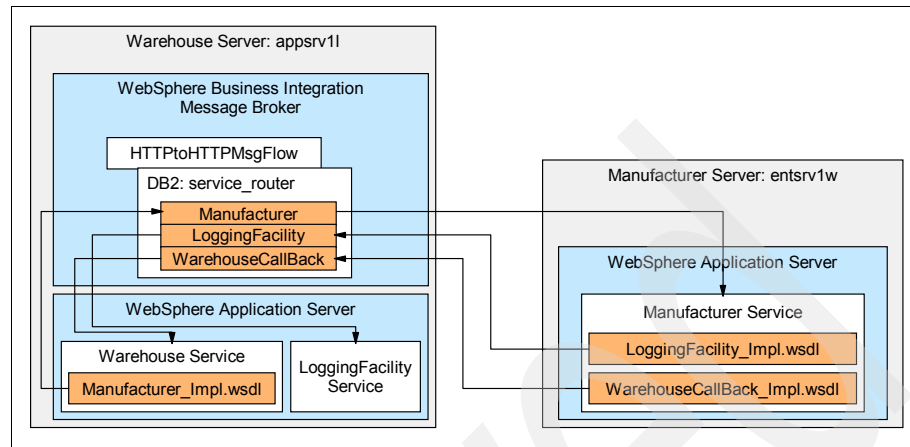 Warehouse Server: appsrv1l
WebSphere Business Integration
Message Broker
HTTPtoHTTPMsgFlow
DB2: service_router
Manufacturer
LoggingFacility
WarehouseCallBack
WebSphere Application Server
Warehouse Service
Manufacturer_Impl.wsdl
LoggingFacility
Service
Manufacturer Server: entsrv1w
WebSphere Application Server
Manufacturer Service
LoggingFacility_Impl.wsdl
WarehouseCallBack_Impl.wsdl